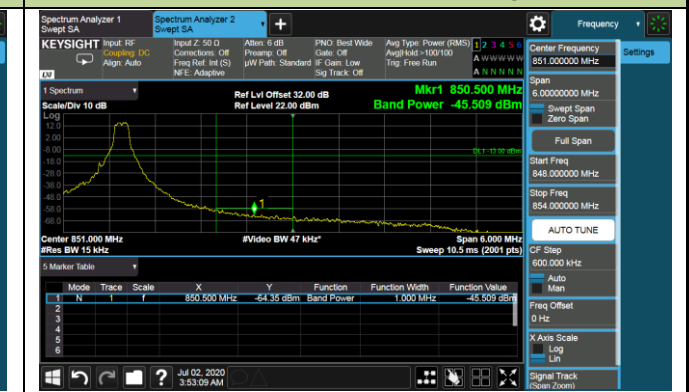 Spectrum Analyzer 1
Swept SA
Spectrum Analyzer 2
Swept SA
Frequency
KEYSIGHT
Input: RF
Coupling: DC
Align: Auto
Input Z: 50 Ω
Corrections: Off
Freq Ref: Int (S)
NFE: Adaptive
Atten: 6 dB
Preamp: Off
µW Path: Standard
PNO: Best Wide
Gate: Off
IF Gain: Low
Sig Track: Off
Avg Type: Power (RMS)
Avg|Hold >100/100
Trig: Free Run
1 2 3 4 5 6
A W W W W W
A N N N N N
LXI
1 Spectrum
Scale/Div 10 dB
Ref Lvl Offset 32.00 dB
Ref Level 22.00 dBm
Mkr1 850.500 MHz
Band Power -45.509 dBm
Log
12.0
2.00
-8.00
-18.0
-28.0
-38.0
-48.0
-58.0
-68.0
DL1 -13.00 dBm
1
Center 851.000 MHz
#Res BW 15 kHz
#Video BW 47 kHz*
Span 6.000 MHz
Sweep 10.5 ms (2001 pts)
5 Marker Table
Mode Trace Scale X Y Function Function Width Function Value
1 N 1 f 850.500 MHz -64.35 dBm Band Power 1.000 MHz -45.509 dBm
2
3
4
5
6
Jul 02, 2020
3:53:09 AM
Center Frequency
851.000000 MHz
Settings
Span
6.00000000 MHz
Swept Span
Zero Span
Full Span
Start Freq
848.000000 MHz
Stop Freq
854.000000 MHz
AUTO TUNE
CF Step
600.000 kHz
Auto
Man
Freq Offset
0 Hz
X Axis Scale
Log
Lin
Signal Track
(Span Zoom)